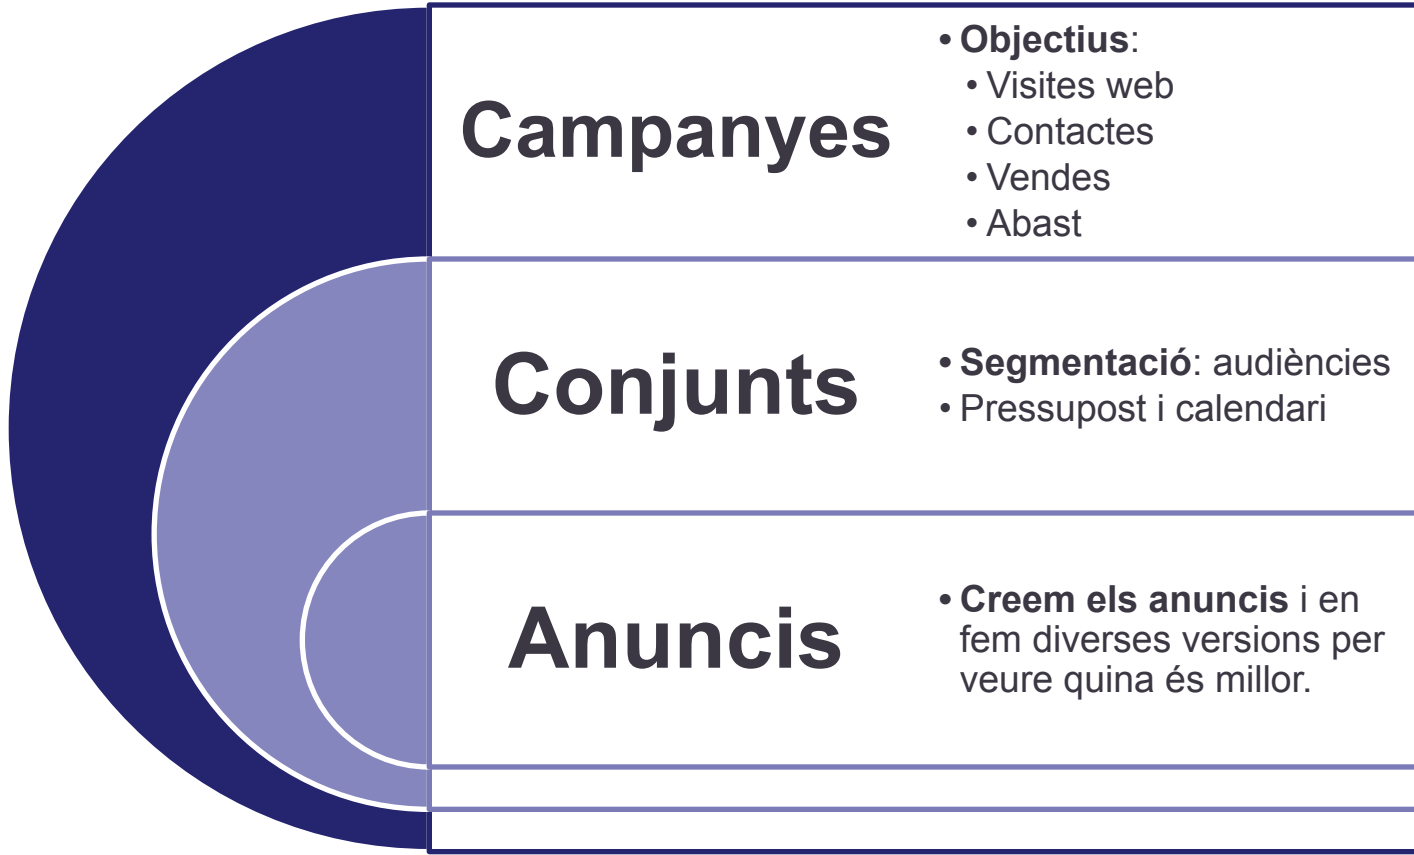 Campanyes
• Objectius:
• Visites web
• Contactes
• Vendes
• Abast
Conjunts
• Segmentació: audiències
• Pressupost i calendari
Anuncis
• Creem els anuncis i en
fem diverses versions per
veure quina és millor.